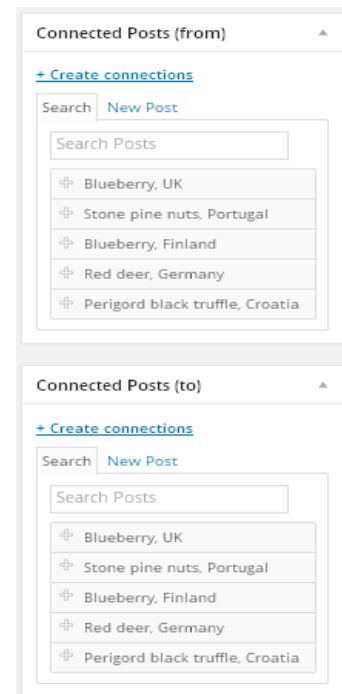 Connected Posts (from)
+ Create connections
Search New Post
Search Posts
Blueberry, UK
Stone pine nuts, Portugal
Blueberry, Finland
Red deer, Germany
Perigord black truffle, Croatia
Connected Posts (to)
+ Create connections
Search New Post
Search Posts
Blueberry, UK
Stone pine nuts, Portugal
Blueberry, Finland
Red deer, Germany
Perigord black truffle, Croatia